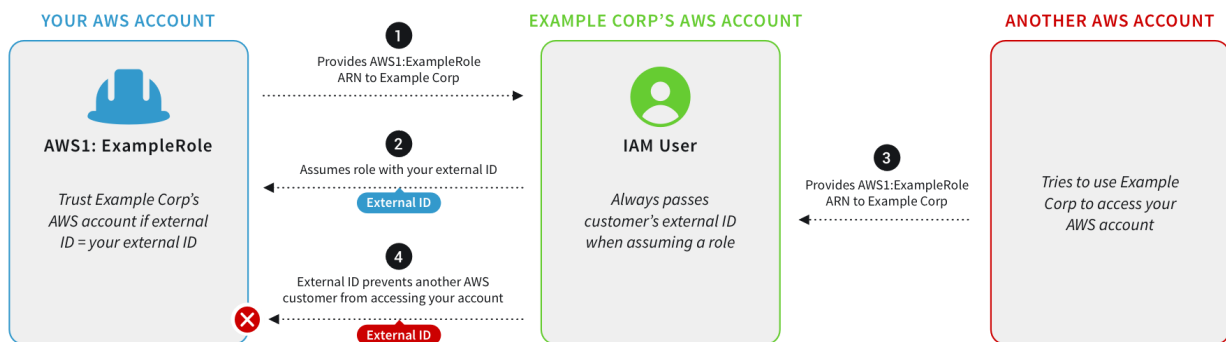 YOUR AWS ACCOUNT
EXAMPLE CORP'S AWS ACCOUNT
ANOTHER AWS ACCOUNT
AWS1: ExampleRole
Trust Example Corp's
AWS account if external
ID = your external ID
1
Provides AWS1:ExampleRole
ARN to Example Corp
2
Assumes role with your external ID
External ID
4
External ID prevents another AWS
customer from accessing your account
External ID
IAM User
Always passes
customer's external ID
when assuming a role
3
Provides AWS1:ExampleRole
ARN to Example Corp
Tries to use Example
Corp to access your
AWS account